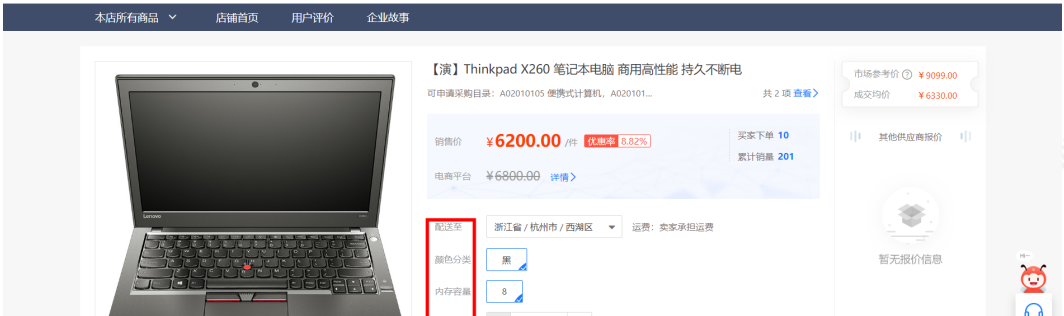 本店所有商品 店铺首页 用户评价 企业故事
【演】Thinkpad X260 笔记本电脑 商用高性能 持久不断电
可申请采购目录：A02010105 便携式计算机，A020101... 共 2 项 查看>
销售价 ¥6200.00 /件 优惠率 8.82%
买家下单 10
累计销量 201
电商平台 ¥6800.00 详情>
配送至 浙江省 / 杭州市 / 西湖区 运费：卖家承担运费
颜色分类 黑
内存容量 8
市场参考价 ? ¥9099.00
成交均价 ¥6330.00
其他供应商报价
暂无报价信息
Hi~
Lenovo